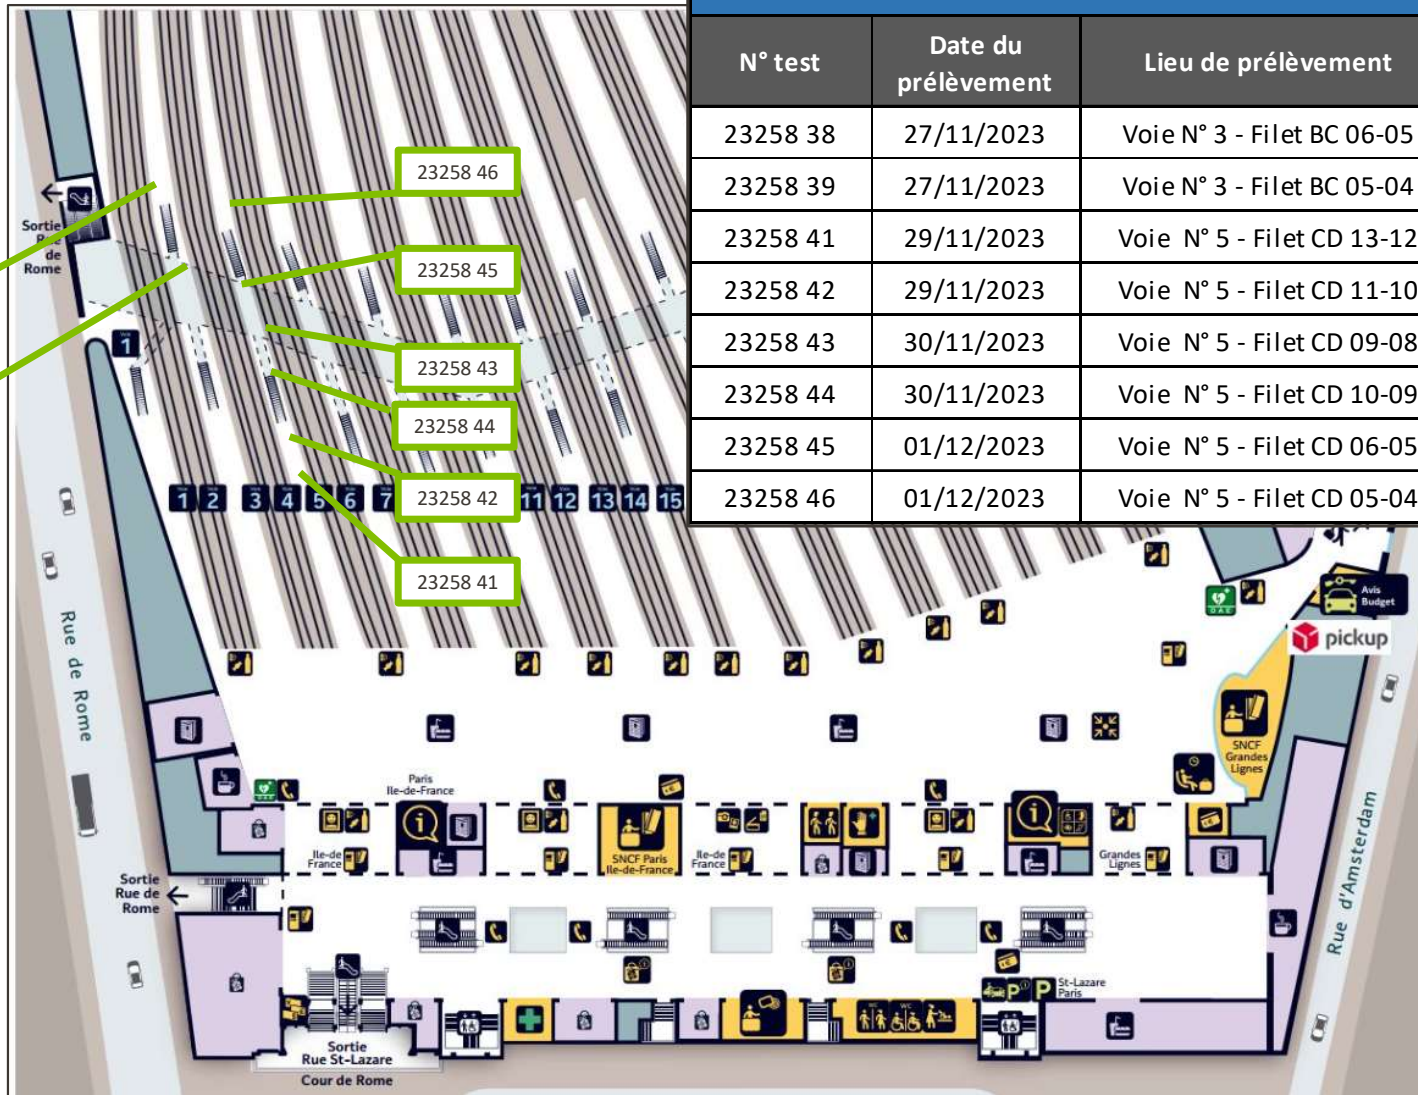 N° test
Date du
prélèvement
Lieu de prélèvement
23258 38
27/11/2023
Voie N° 3 - Filet BC 06-05
23258 39
27/11/2023
Voie N° 3 - Filet BC 05-04
23258 41
29/11/2023
Voie N° 5 - Filet CD 13-12
23258 42
29/11/2023
Voie N° 5 - Filet CD 11-10
23258 43
30/11/2023
Voie N° 5 - Filet CD 09-08
23258 44
30/11/2023
Voie N° 5 - Filet CD 10-09
23258 45
01/12/2023
Voie N° 5 - Filet CD 06-05
23258 46
01/12/2023
Voie N° 5 - Filet CD 05-04
23258 46
Sortie
Rue
de
Rome
23258 45
1
23258 43
23258 44
23258 42
1 2 3 4 5 6 7 11 12 13 14 15
23258 41
Avis
Budget
DAE
pickup
Rue de Rome
SNCF
Grandes
Lignes
Paris
Ile-de-France
DAE
Ile-de
France
SNCF Paris
Ile-de-France
Ile-de
France
Grandes
Lignes
Sortie
Rue de
Rome
Rue d'Amsterdam
P
P
St-Lazare
Paris
WC
WC
Sortie
Rue St-Lazare
Cour de Rome